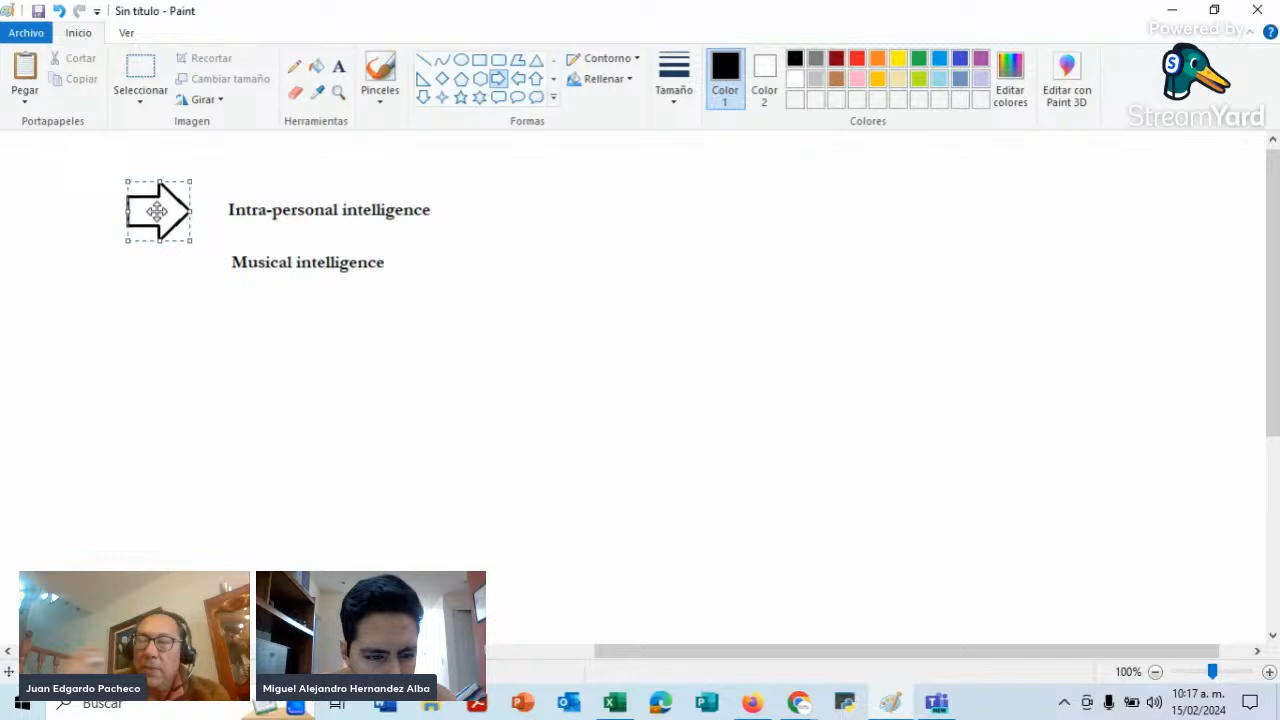 Sin título - Paint
Archivo Inicio Ver
Powered by
StreamYard
Pegar
Cortar
Copiar
Portapapeles
Seleccionar
Recortar
Cambiar tamaño
Girar
Imagen
A
Herramientas
Pinceles
Contorno
Rellenar
Formas
Tamaño
Color
1
Color
2
Editar
colores
Colores
Editar con
Paint 3D
Intra-personal intelligence
Musical intelligence
Juan Edgardo Pacheco
Miguel Alejandro Hernandez Alba
100%
Buscar
10:17 a. m.
15/02/2024